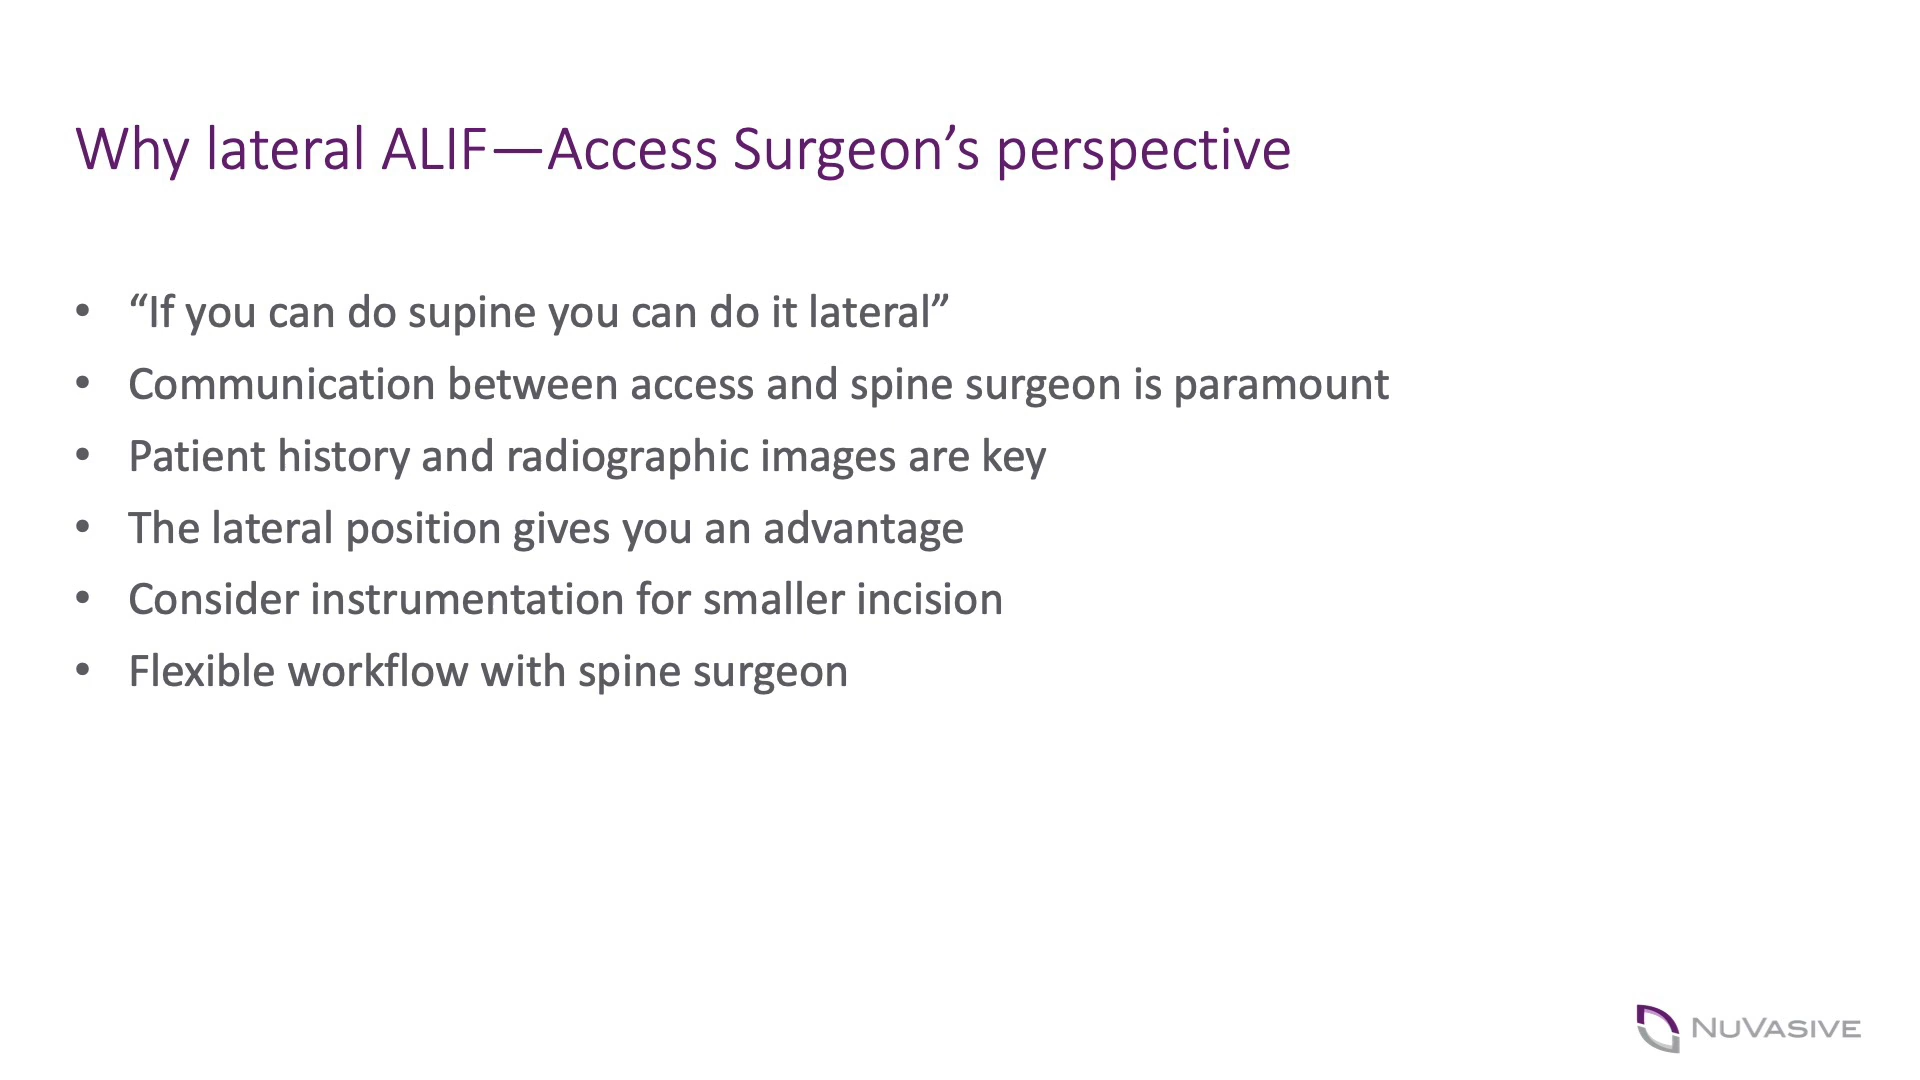 Why lateral ALIF—Access Surgeon’s perspective
• “If you can do supine you can do it lateral”
• Communication between access and spine surgeon is paramount
• Patient history and radiographic images are key
• The lateral position gives you an advantage
• Consider instrumentation for smaller incision
• Flexible workflow with spine surgeon
NUVASIVE